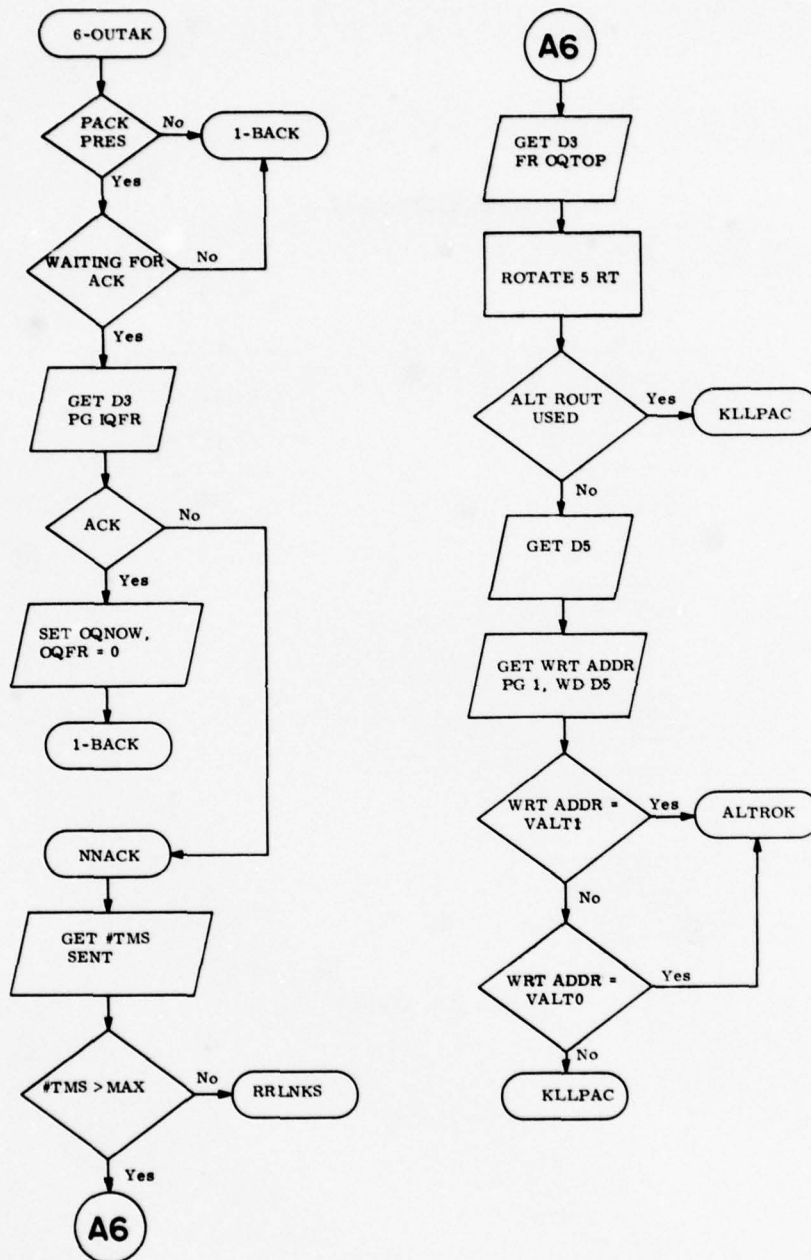 6-OUTAK
PACK
PRES
No
1-BACK
Yes
WAITING FOR
ACK
No
Yes
GET D3
PG IQFR
ACK
No
Yes
SET OQNOW,
OQFR = 0
1-BACK
NNACK
GET #TMS
SENT
#TMS > MAX
No
RRLNKS
Yes
A6
A6
GET D3
FR OQTOP
ROTATE 5 RT
ALT ROUT
USED
Yes
KLLPAC
No
GET D5
GET WRT ADDR
PG 1, WD D5
WRT ADDR =
VALT1
Yes
ALTROK
No
WRT ADDR =
VALT0
Yes
No
KLLPAC